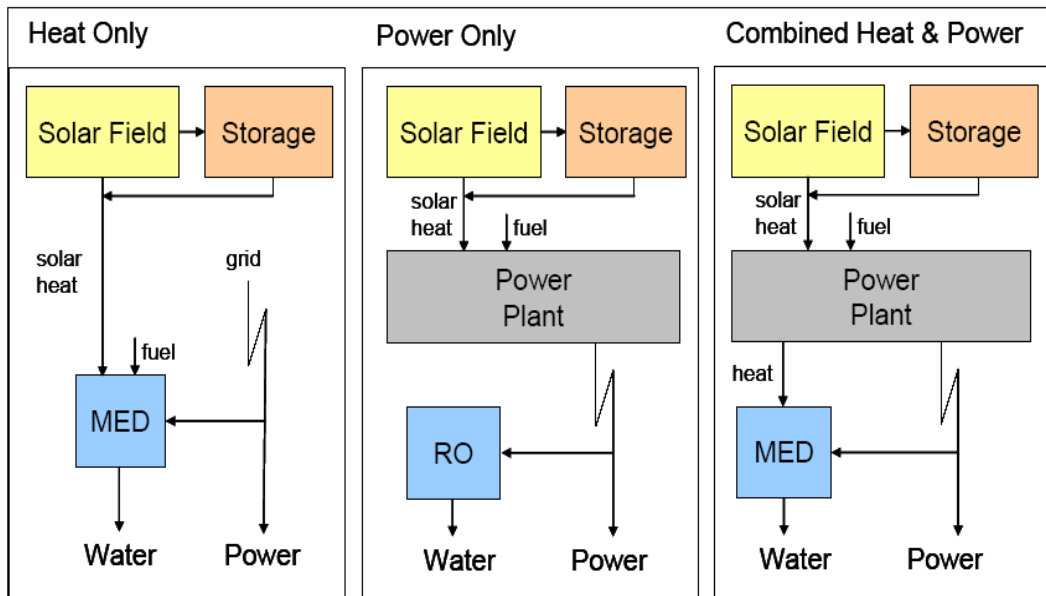 Heat Only
Solar Field
Storage
solar
heat
grid
fuel
MED
Water
Power
Power Only
Solar Field
Storage
solar
heat
fuel
Power
Plant
RO
Water
Power
Combined Heat & Power
Solar Field
Storage
solar
heat
fuel
Power
Plant
heat
MED
Water
Power